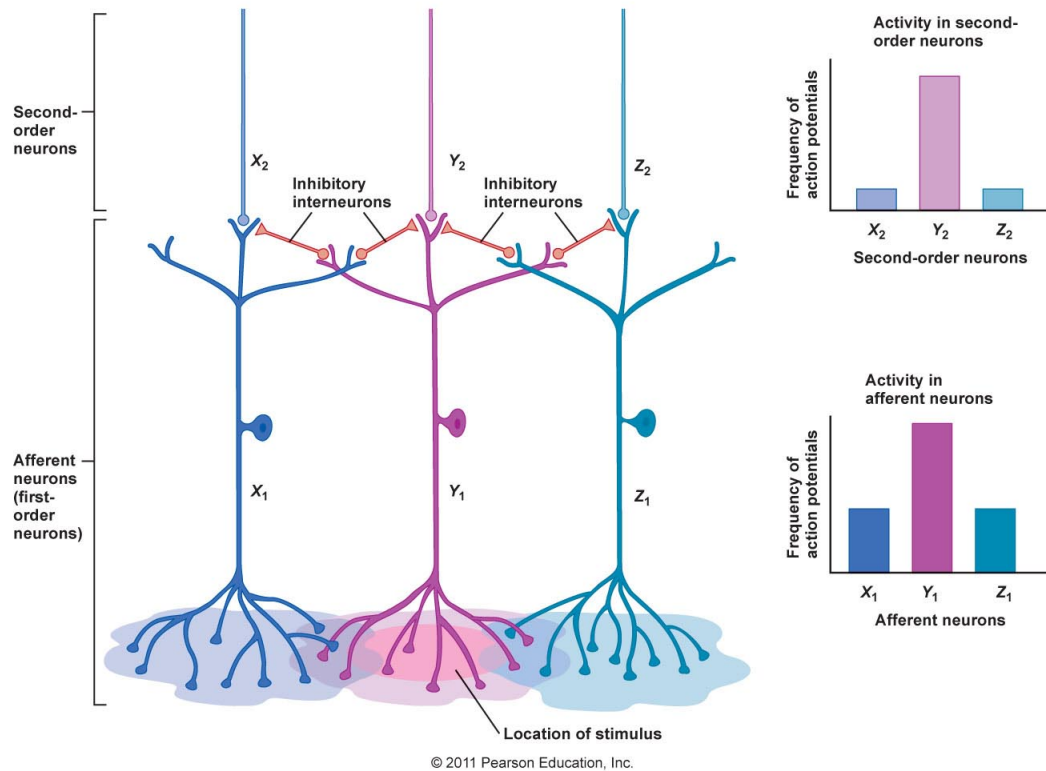 Second-
order
neurons
X2
Inhibitory
interneurons
Y2
Inhibitory
interneurons
Z2
Afferent
neurons
(first-
order
neurons)
X1
Y1
Z1
Location of stimulus
Activity in second-
order neurons
Frequency of
action potentials
X2
Y2
Z2
Second-order neurons
Activity in
afferent neurons
Frequency of
action potentials
X1
Y1
Z1
Afferent neurons
© 2011 Pearson Education, Inc.